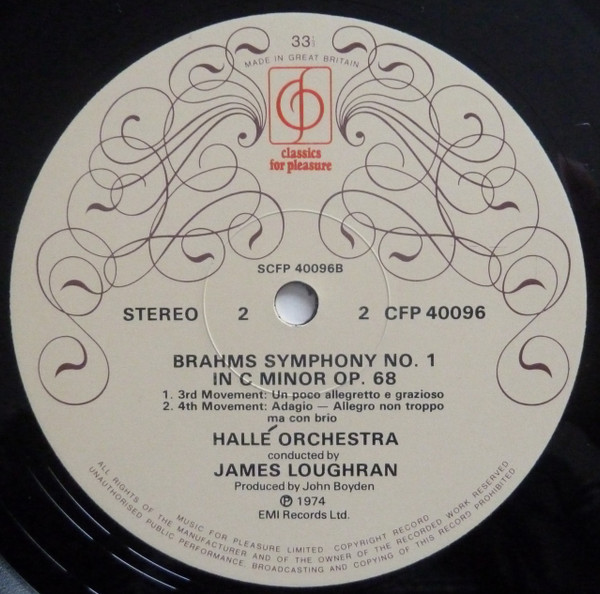 33⅓
MADE IN GREAT BRITAIN
classics
for pleasure
SCFP 40096B
STEREO 2 2 CFP 40096
BRAHMS SYMPHONY NO. 1
IN C MINOR OP. 68
1. 3rd Movement: Un poco allegretto e grazioso
2. 4th Movement: Adagio — Allegro non troppo
ma con brio
HALLÉ ORCHESTRA
conducted by
JAMES LOUGHRAN
Produced by John Boyden
℗ 1974
EMI Records Ltd.
MUSIC FOR PLEASURE LIMITED. COPYRIGHT RECORD
ALL RIGHTS OF THE MANUFACTURER AND OF THE OWNER OF THE RECORDED WORK RESERVED
UNAUTHORISED PUBLIC PERFORMANCE, BROADCASTING AND COPYING OF THIS RECORD PROHIBITED